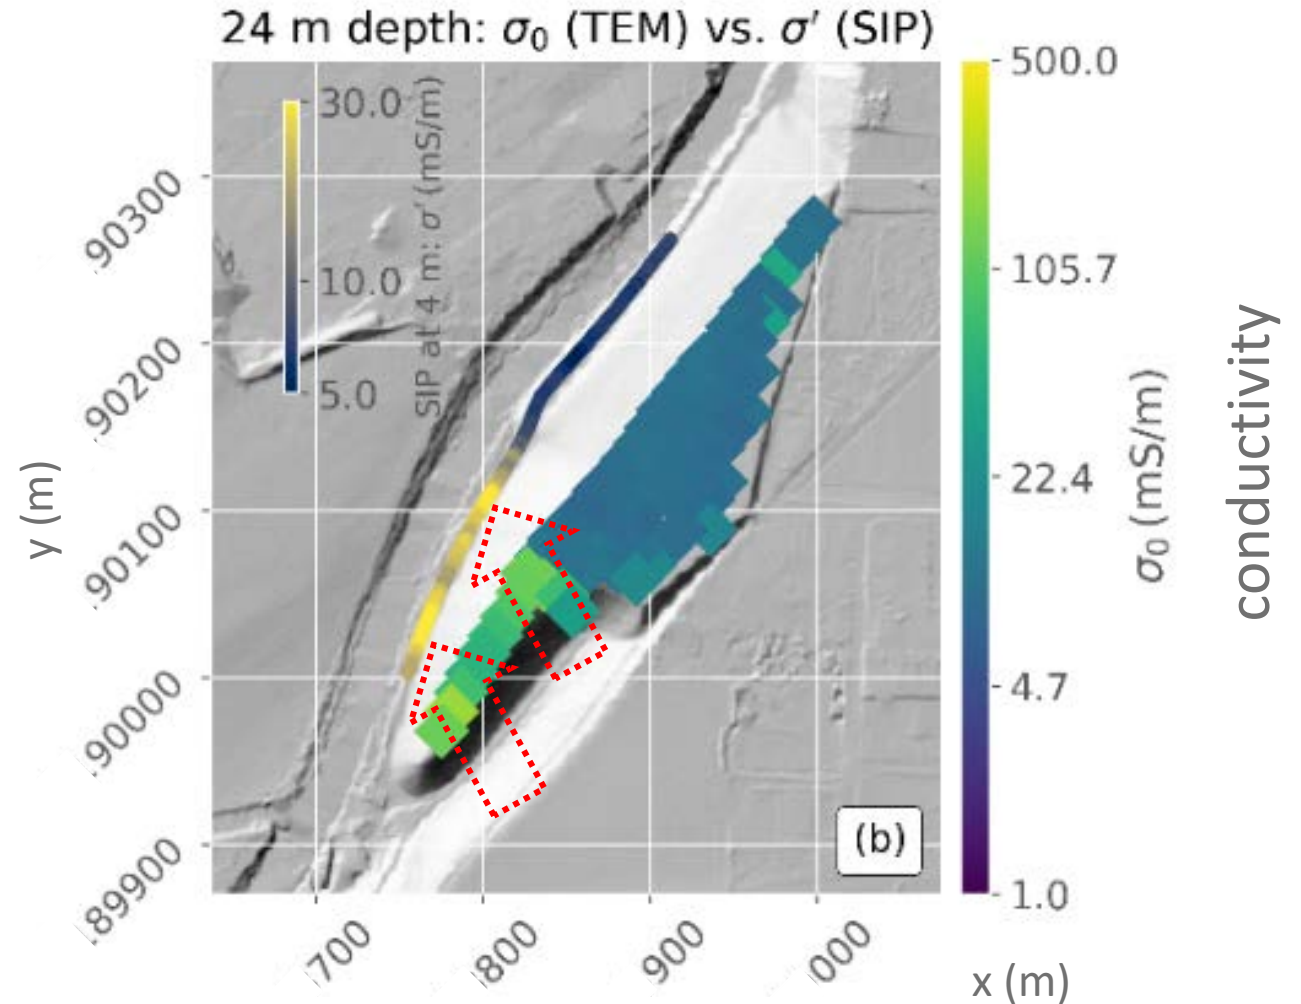 24 m depth: σ₀ (TEM) vs. σ′ (SIP)
30.0
10.0
5.0
SIP at 4 m: σ′ (mS/m)
500.0
105.7
22.4
4.7
1.0
σ₀ (mS/m)
conductivity
y (m)
90300
90200
90100
90000
89900
(b)
700
800
900
000
x (m)